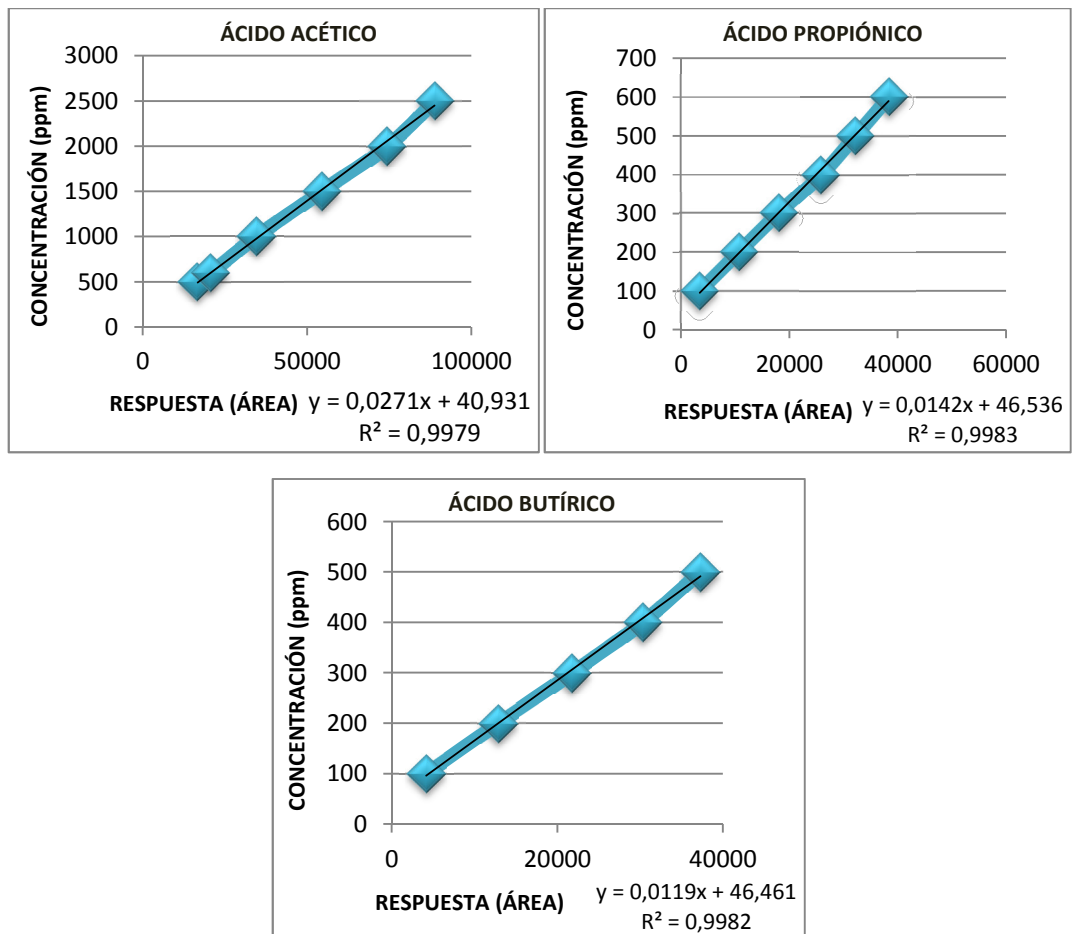 ÁCIDO ACÉTICO
CONCENTRACIÓN (ppm)
3000
2500
2000
1500
1000
500
0
0 50000 100000
RESPUESTA (ÁREA) y = 0,0271x + 40,931
R² = 0,9979
ÁCIDO PROPIÓNICO
CONCENTRACIÓN (ppm)
700
600
500
400
300
200
100
0
0 20000 40000 60000
RESPUESTA (ÁREA) y = 0,0142x + 46,536
R² = 0,9983
ÁCIDO BUTÍRICO
CONCENTRACIÓN (ppm)
600
500
400
300
200
100
0
0 20000 40000
RESPUESTA (ÁREA) y = 0,0119x + 46,461
R² = 0,9982